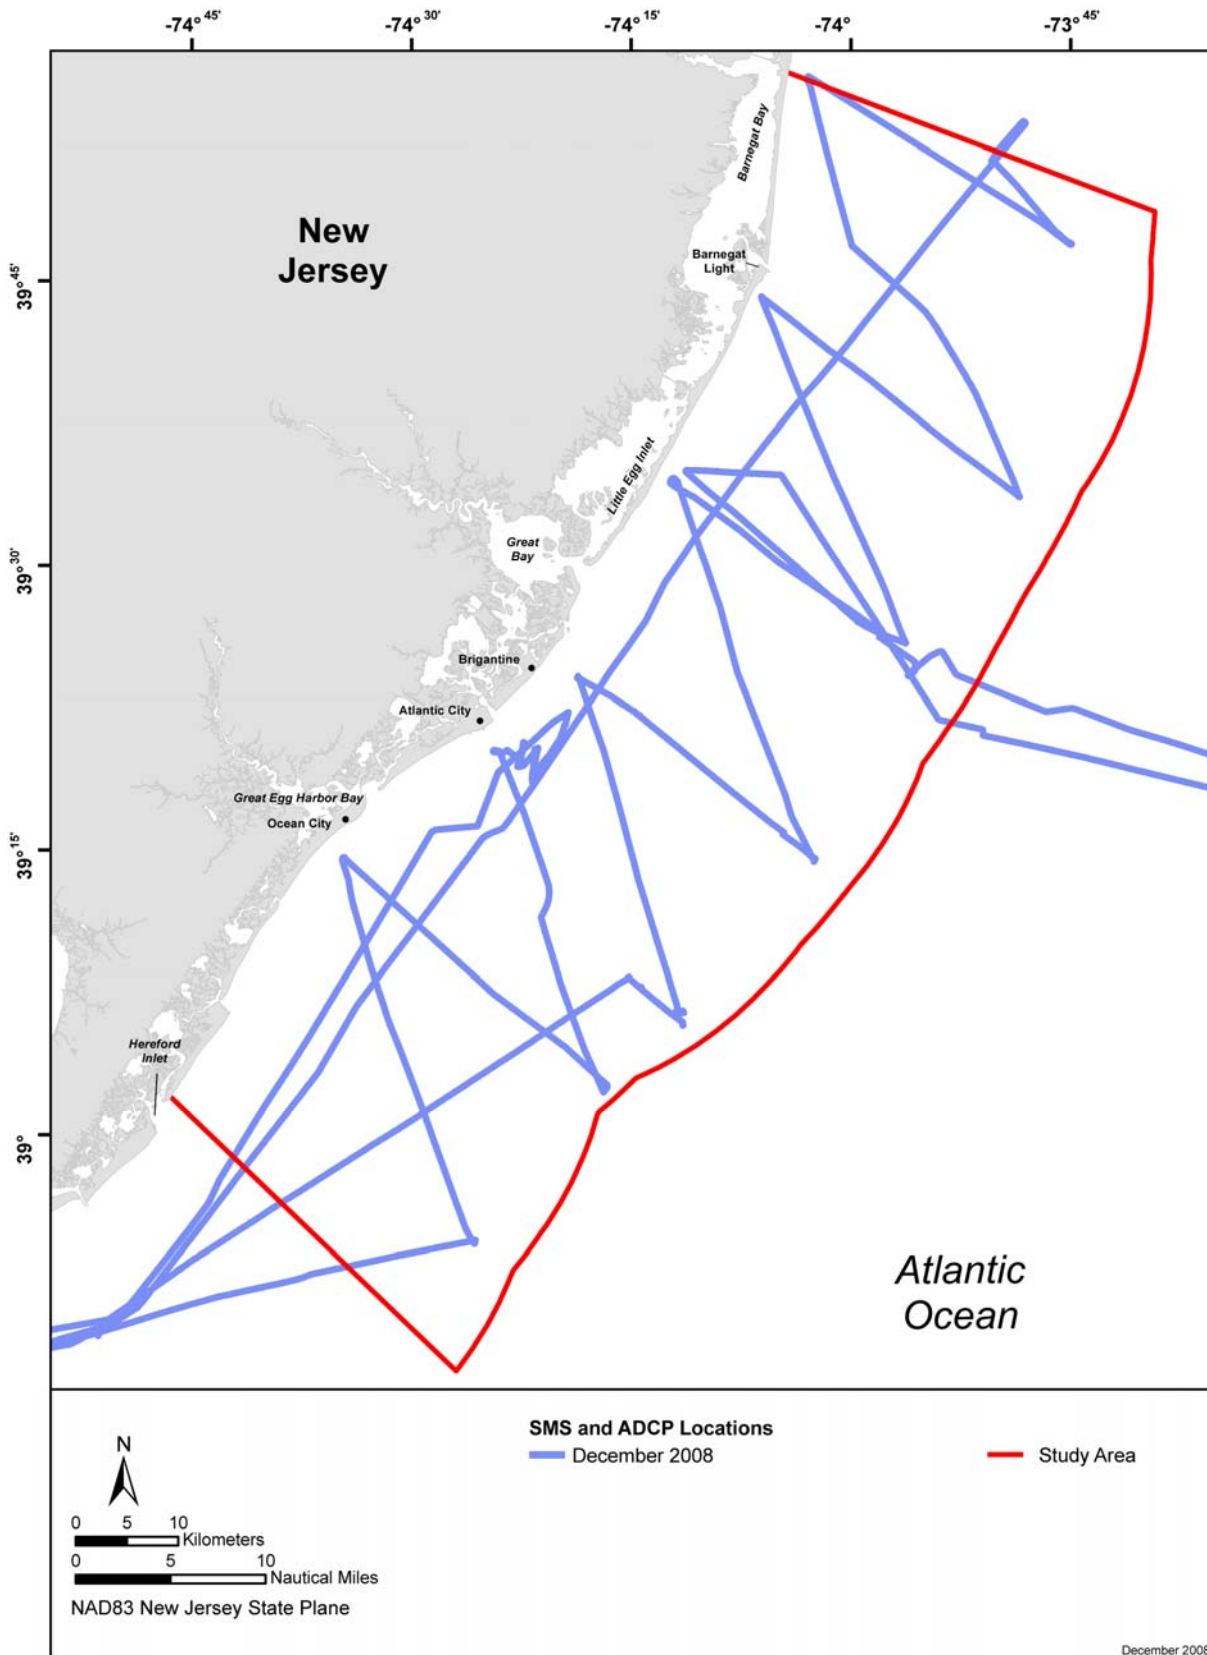 -74° 45'
-74° 30'
-74° 15'
-74°
-73° 45'
Barnegat Bay
New
Jersey
Barnegat
Light
39° 45'
Little Egg Inlet
Great
Bay
39° 30'
Brigantine
Atlantic City
Great Egg Harbor Bay
Ocean City
39° 15'
Hereford
Inlet
39°
Atlantic
Ocean
SMS and ADCP Locations
December 2008
Study Area
N
0 5 10
Kilometers
0 5 10
Nautical Miles
NAD83 New Jersey State Plane
December 2008